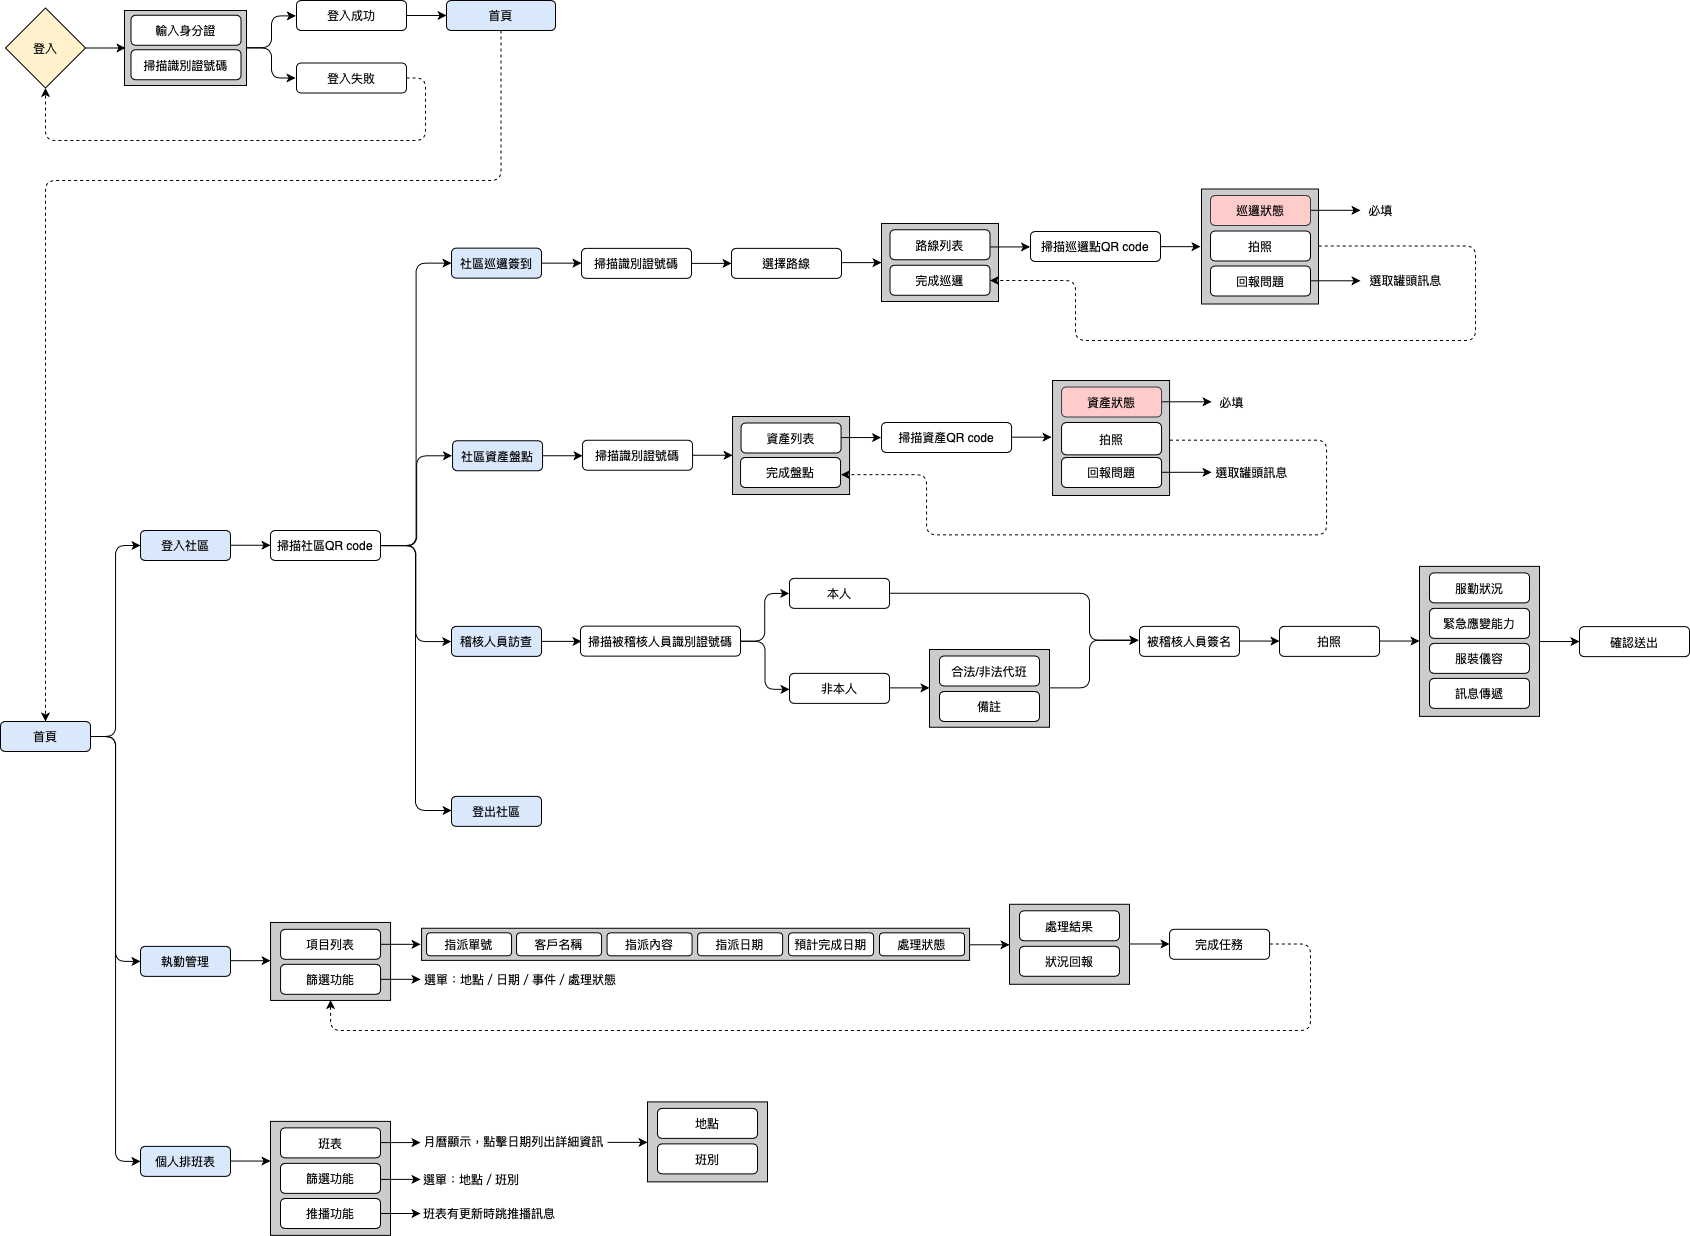 登入
輸入身分證
掃描識別證號碼
登入成功
登入失敗
首頁
社區巡邏簽到
掃描識別證號碼
選擇路線
路線列表
完成巡邏
掃描巡邏點QR code
巡邏狀態
拍照
回報問題
必填
選取罐頭訊息
社區資產盤點
掃描識別證號碼
資產列表
完成盤點
掃描資產QR code
資產狀態
拍照
回報問題
必填
選取罐頭訊息
登入社區
掃描社區QR code
稽核人員訪查
掃描被稽核人員識別證號碼
本人
非本人
合法/非法代班
備註
被稽核人員簽名
拍照
服勤狀況
緊急應變能力
服裝儀容
訊息傳遞
確認送出
首頁
登出社區
執勤管理
項目列表
篩選功能
指派單號
客戶名稱
指派內容
指派日期
預計完成日期
處理狀態
選單：地點 / 日期 / 事件 / 處理狀態
處理結果
狀況回報
完成任務
個人排班表
班表
篩選功能
推播功能
月曆顯示，點擊日期列出詳細資訊
選單：地點 / 班別
班表有更新時跳推播訊息
地點
班別